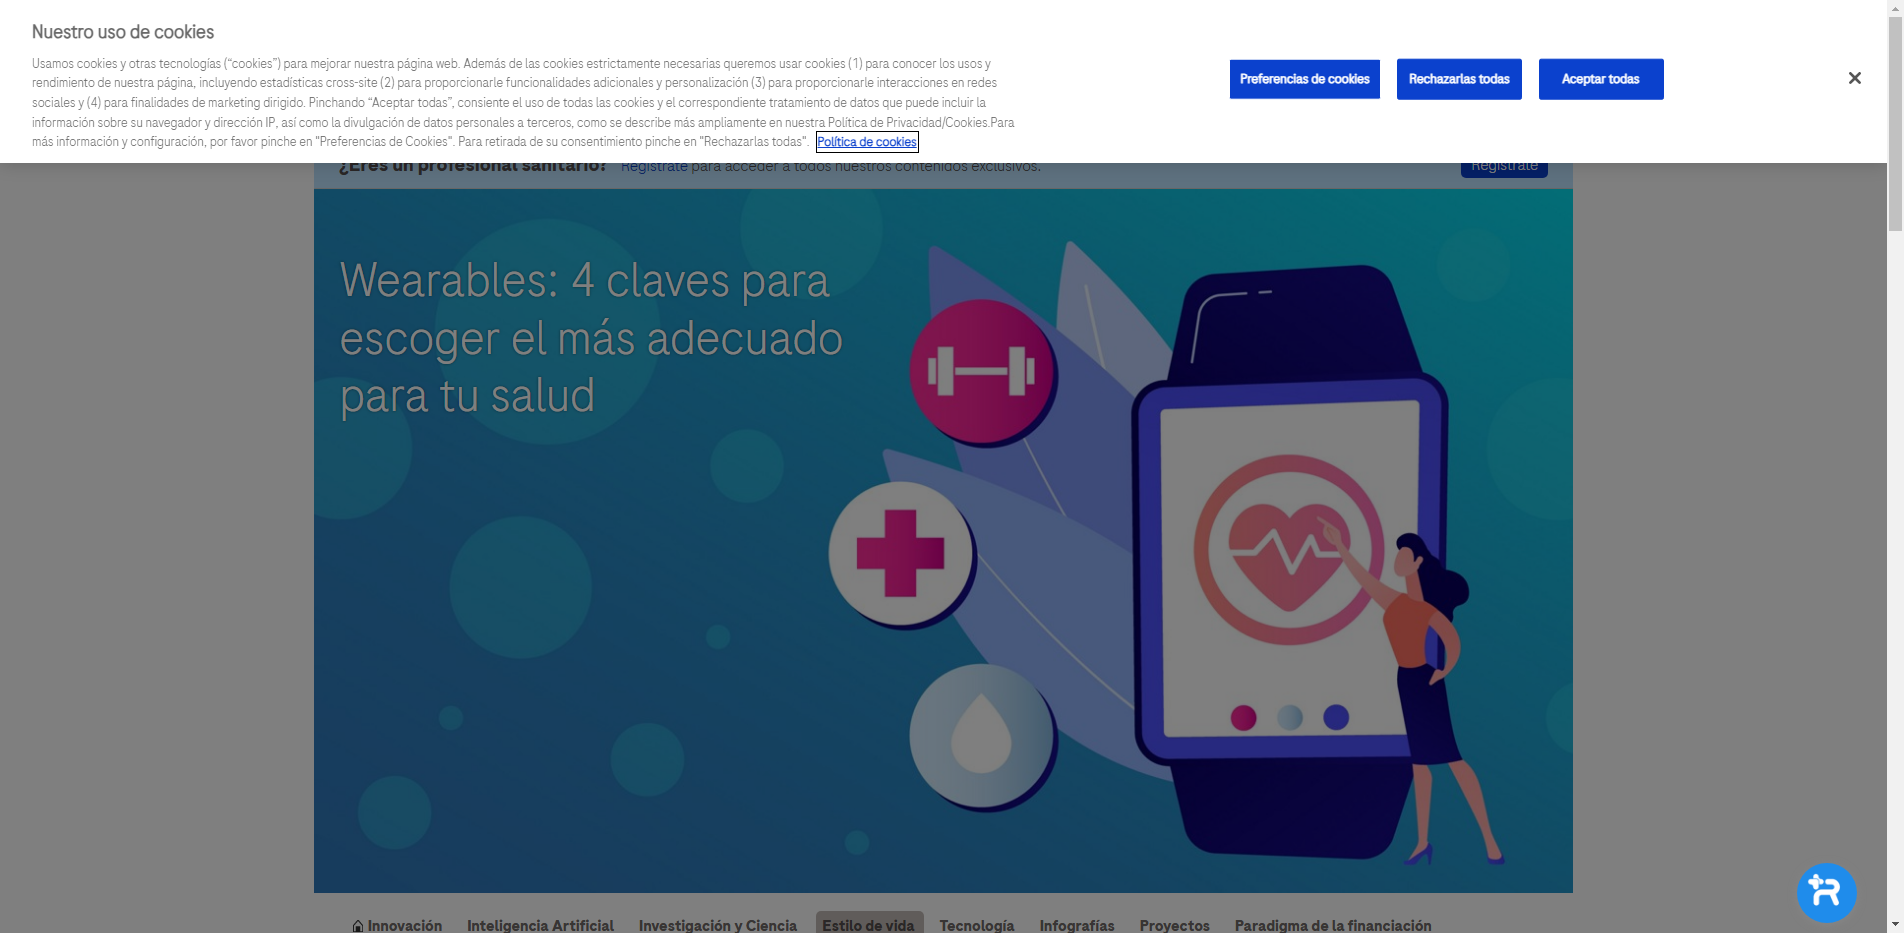 Nuestro uso de cookies
Usamos cookies y otras tecnologías (“cookies”) para mejorar nuestra página web. Además de las cookies estrictamente necesarias queremos usar cookies (1) para conocer los usos y
rendimiento de nuestra página, incluyendo estadísticas cross-site (2) para proporcionarle funcionalidades adicionales y personalización (3) para proporcionarle interacciones en redes
sociales y (4) para finalidades de marketing dirigido. Pinchando “Aceptar todas”, consiente el uso de todas las cookies y el correspondiente tratamiento de datos que puede incluir la
información sobre su navegador y dirección IP, así como la divulgación de datos personales a terceros, como se describe más ampliamente en nuestra Política de Privacidad/Cookies.Para
más información y configuración, por favor pinche en "Preferencias de Cookies". Para retirada de su consentimiento pinche en "Rechazarlas todas". Política de cookies
Preferencias de cookies
Rechazarlas todas
Aceptar todas
¿Eres un profesional sanitario? Regístrate para acceder a todos nuestros contenidos exclusivos.
Regístrate
Wearables: 4 claves para
escoger el más adecuado
para tu salud
Innovación Inteligencia Artificial Investigación y Ciencia Estilo de vida Tecnología Infografías Proyectos Paradigma de la financiación